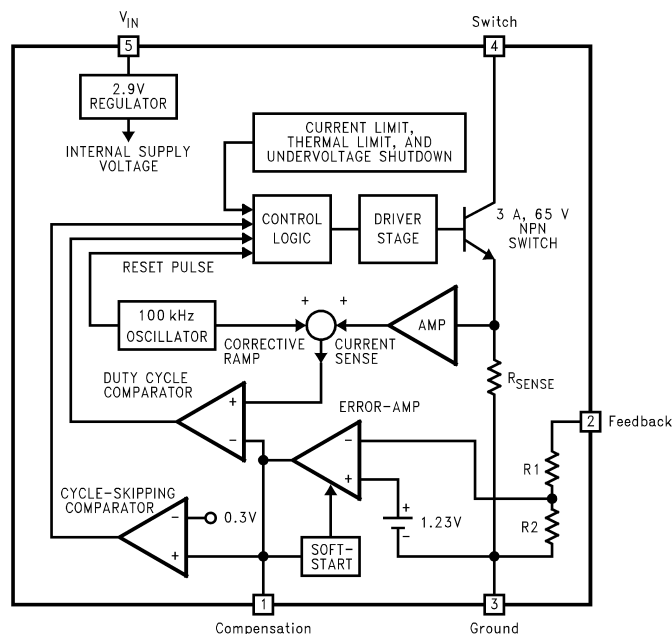 V_IN
Switch
5
4
2.9V
REGULATOR
INTERNAL SUPPLY
VOLTAGE
CURRENT LIMIT,
THERMAL LIMIT, AND
UNDERVOLTAGE SHUTDOWN
CONTROL
LOGIC
DRIVER
STAGE
3 A, 65 V
NPN
SWITCH
RESET PULSE
100 kHz
OSCILLATOR
+
+
CORRECTIVE
RAMP
CURRENT
SENSE
AMP
R_SENSE
DUTY CYCLE
COMPARATOR
+
−
ERROR-AMP
−
+
2
Feedback
R1
R2
CYCLE-SKIPPING
COMPARATOR
−
0.3V
+
SOFT-
START
+
1.23V
−
1
3
Compensation
Ground